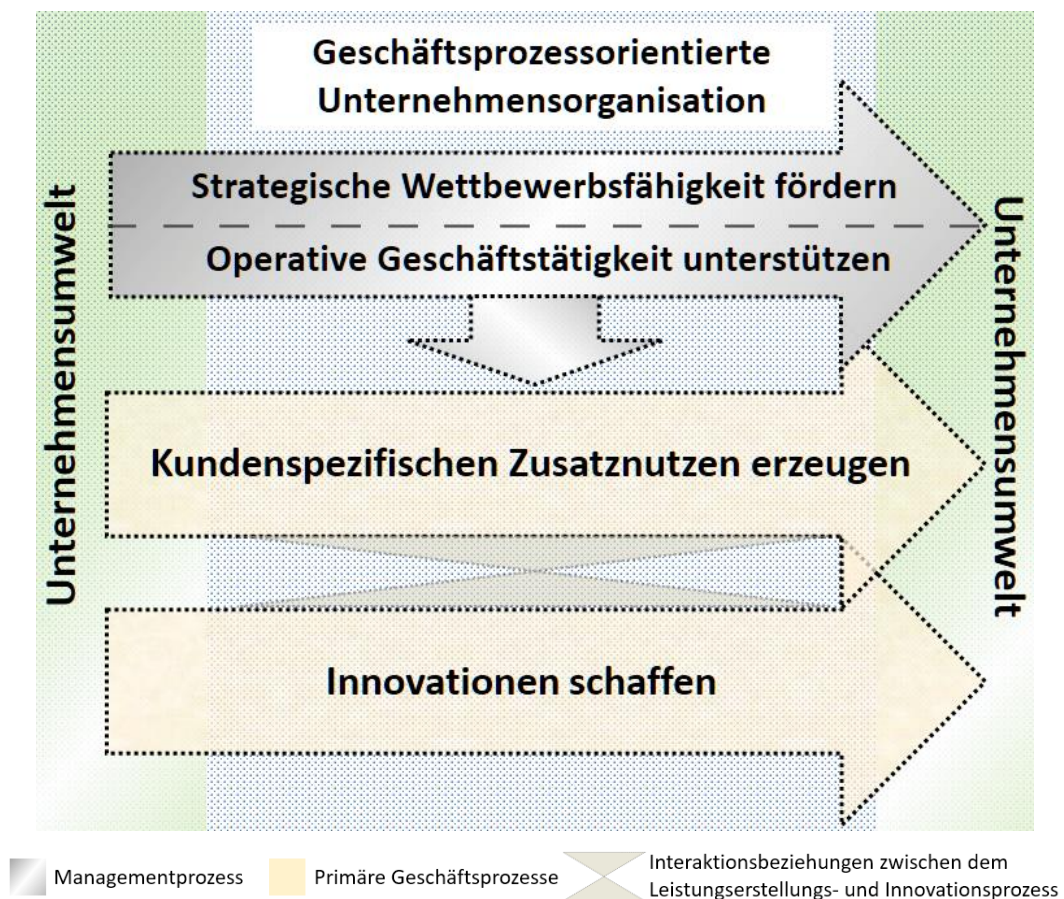 Geschäftsprozessorientierte
Unternehmensorganisation
Unternehmensumwelt
Strategische Wettbewerbsfähigkeit fördern
Operative Geschäftstätigkeit unterstützen
Unternehmensumwelt
Kundenspezifischen Zusatznutzen erzeugen
Innovationen schaffen
Managementprozess
Primäre Geschäftsprozesse
Interaktionsbeziehungen zwischen dem
Leistungserstellungs- und Innovationsprozess